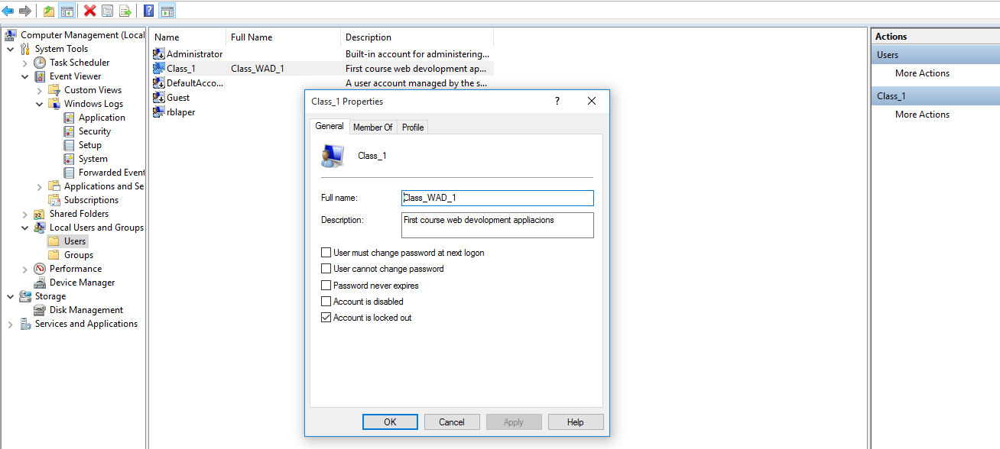 Computer Management (Local
System Tools
Task Scheduler
Event Viewer
Custom Views
Windows Logs
Application
Security
Setup
System
Forwarded Event
Applications and Se
Subscriptions
Shared Folders
Local Users and Groups
Users
Groups
Performance
Device Manager
Storage
Disk Management
Services and Applications
Name Full Name Description
Administrator Built-in account for administering...
Class_1 Class_WAD_1 First course web devolopment ap...
DefaultAcco... A user account managed by the s...
Guest
rblaper
Class_1 Properties ?
General Member Of Profile
Class_1
Full name: Class_WAD_1
Description: First course web devolopment appliacions
User must change password at next logon
User cannot change password
Password never expires
Account is disabled
Account is locked out
OK Cancel Apply Help
Actions
Users
More Actions
Class_1
More Actions